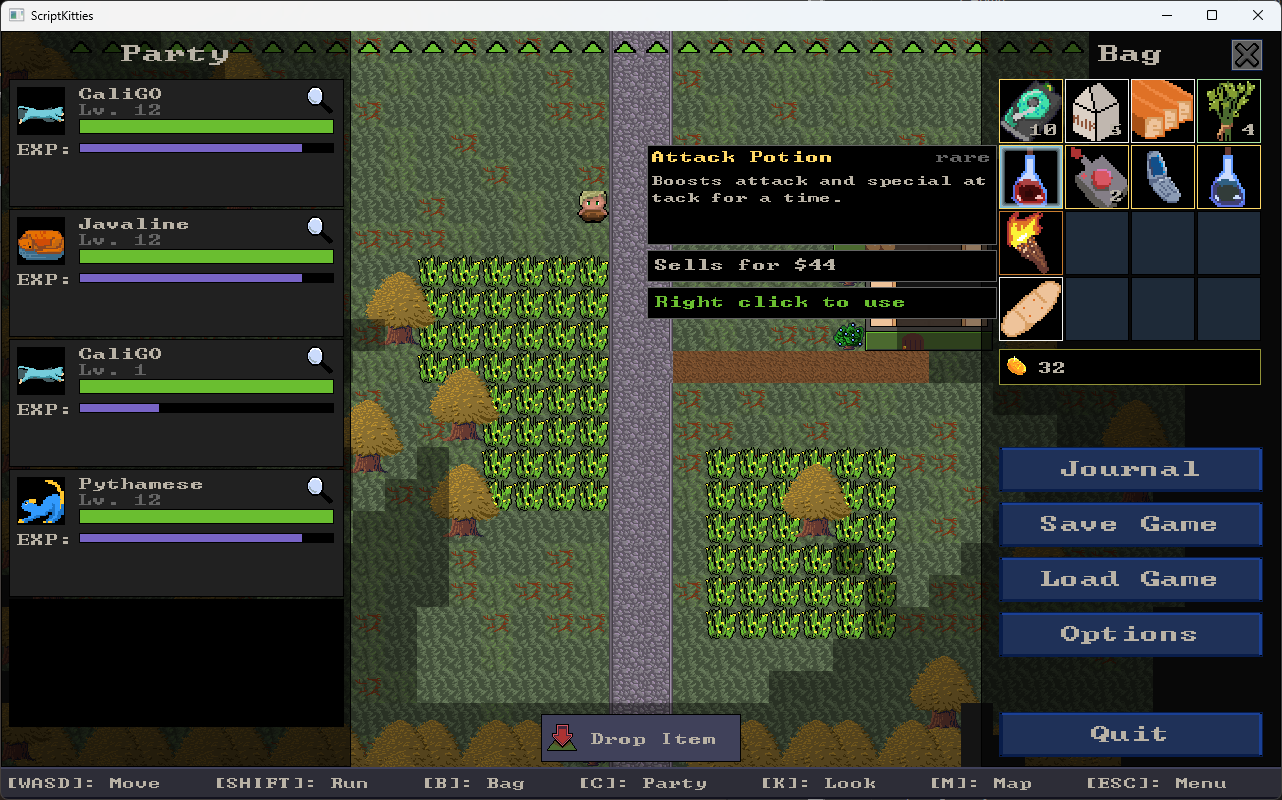 ScriptKitties
Party
CaliGO
Lv. 12
EXP:
Javaline
Lv. 12
EXP:
CaliGO
Lv. 1
EXP:
Pythamese
Lv. 12
EXP:
Attack Potion rare
Boosts attack and special at
tack for a time.
Sells for $44
Right click to use
Bag
10
Milk
4
2
32
Journal
Save Game
Load Game
Options
Quit
Drop Item
[WASD]: Move [SHIFT]: Run [B]: Bag [C]: Party [K]: Look [M]: Map [ESC]: Menu